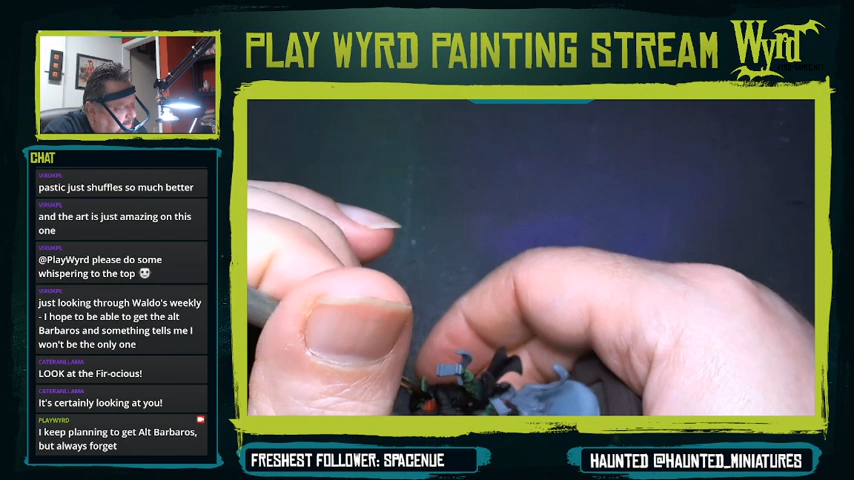 PLAY WYRD PAINTING STREAM
Wyrd
CHAT
VIRUKPL
pastic just shuffles so much better
VIRUKPL
and the art is just amazing on this
one
VIRUKPL
@PlayWyrd please do some
whispering to the top
VIRUKPL
just looking through Waldo's weekly
- I hope to be able to get the alt
Barbaros and something tells me I
won't be the only one
LOOK at the Fir-ocious!
It's certainly looking at you!
PLAYWYRD
I keep planning to get Alt Barbaros,
but always forget
FRESHEST FOLLOWER: SPACENUE
HAUNTED @HAUNTED_MINIATURES